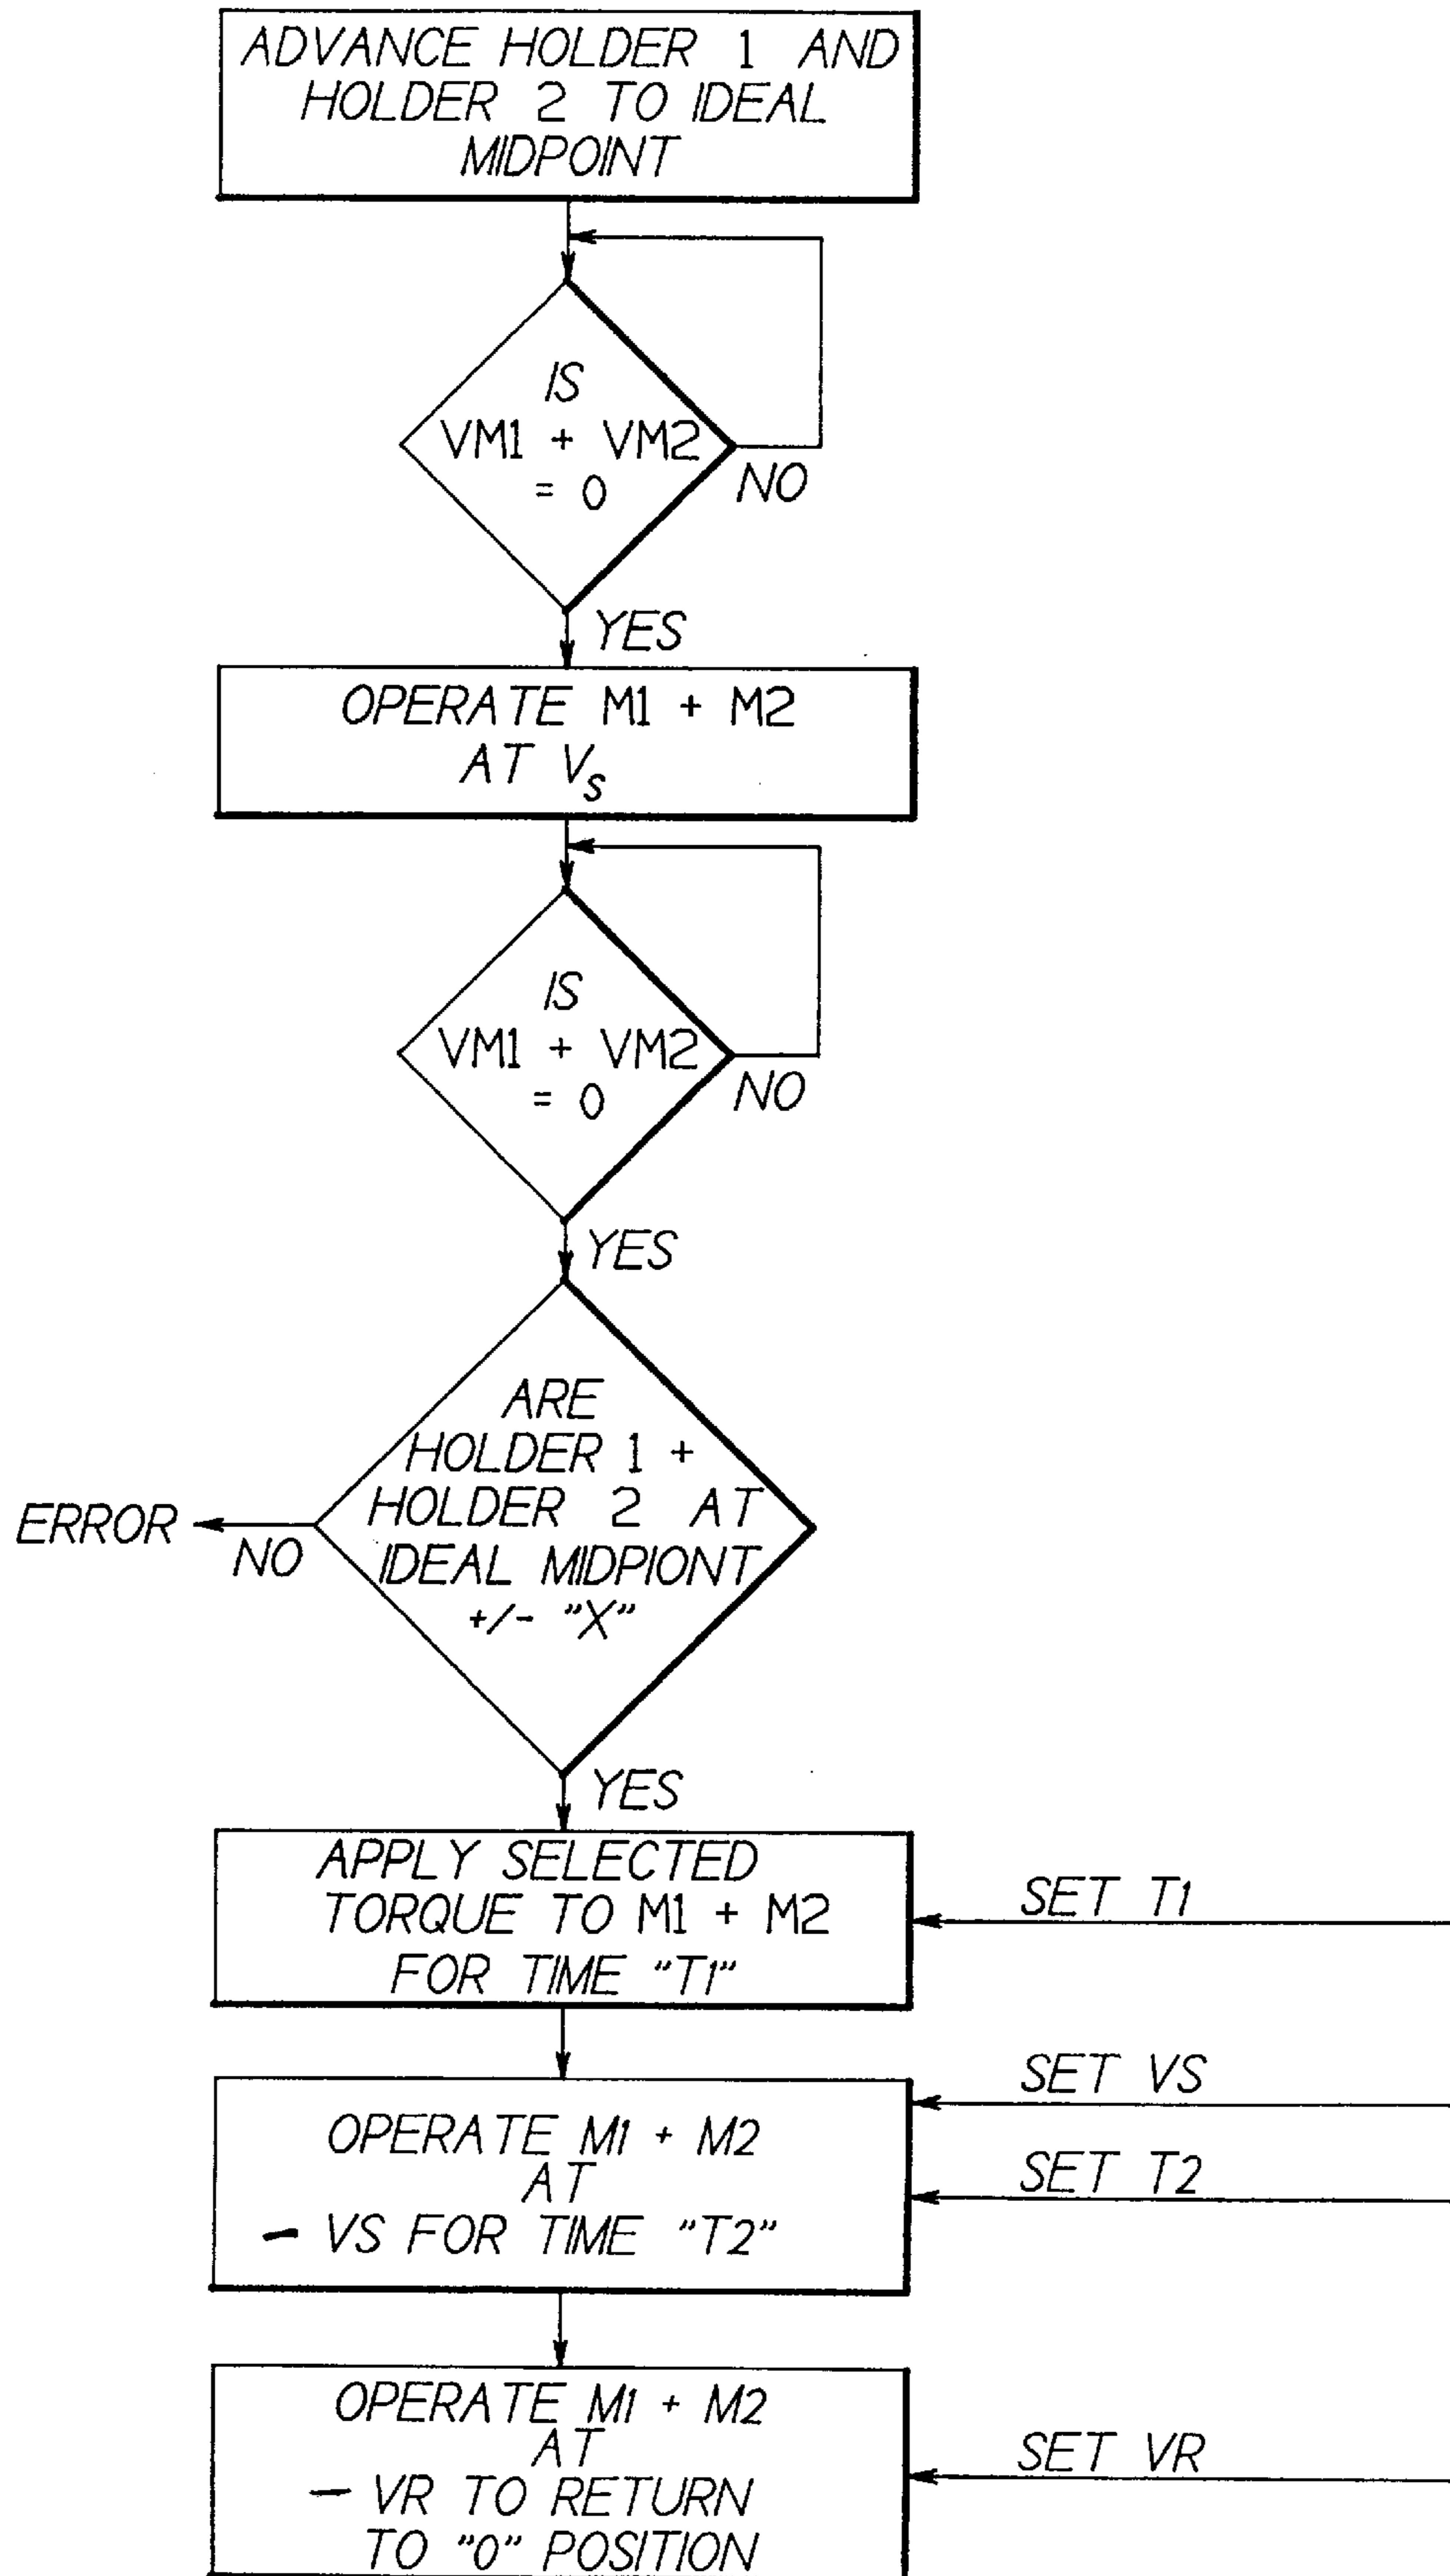 ADVANCE HOLDER 1 AND
HOLDER 2 TO IDEAL
MIDPOINT
IS
VM1 + VM2
= 0
NO
YES
OPERATE M1 + M2
AT Vs
IS
VM1 + VM2
= 0
NO
YES
ARE
HOLDER 1 +
HOLDER 2 AT
IDEAL MIDPIONT
+/- "X"
ERROR
NO
YES
APPLY SELECTED
TORQUE TO M1 + M2
FOR TIME "T1"
SET T1
OPERATE M1 + M2
AT
- VS FOR TIME "T2"
SET VS
SET T2
OPERATE M1 + M2
AT
- VR TO RETURN
TO "0" POSITION
SET VR